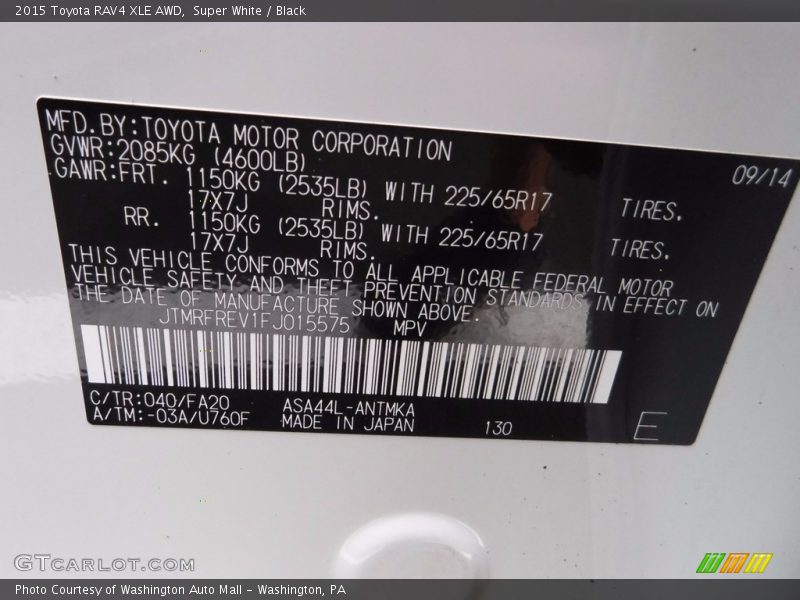 2015 Toyota RAV4 XLE AWD, Super White / Black
MFD.BY:TOYOTA MOTOR CORPORATION 09/14
GVWR:2085KG (4600LB)
GAWR:FRT. 1150KG (2535LB) WITH 225/65R17 TIRES.
17X7J RIMS.
RR. 1150KG (2535LB) WITH 225/65R17 TIRES.
17X7J RIMS.
THIS VEHICLE CONFORMS TO ALL APPLICABLE FEDERAL MOTOR
VEHICLE SAFETY AND THEFT PREVENTION STANDARDS IN EFFECT ON
THE DATE OF MANUFACTURE SHOWN ABOVE.
JTMRFREV1FJ015575 MPV
C/TR:040/FA20 ASA44L-ANTMKA
A/TM:-03A/U760F MADE IN JAPAN 130 E
GTCARLOT.COM
Photo Courtesy of Washington Auto Mall - Washington, PA